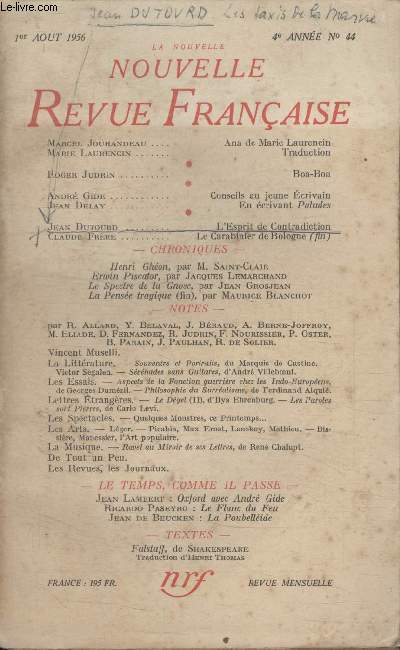 Le-livre.com
Jean DUTOURD Les taxis de la Marne
1er AOUT 1956 4e ANNÉE No 44
LA NOUVELLE
NOUVELLE
REVUE FRANÇAISE
MARCEL JOUHANDEAU .... Ana de Marie Laurencin
MARIE LAURENCIN ....... Traduction
ROGER JUDRIN .......... Boa-Boa
ANDRÉ GIDE ............ Conseils au jeune Écrivain
JEAN DELAY ............ En écrivant Paludes
JEAN DUTOURD .......... L'Esprit de Contradiction
CLAUDE FRÈRE .......... Le Carabinier de Bologne (fin)
— CHRONIQUES —
Henri Ghéon, par M. SAINT-CLAIR
Erwin Piscator, par JACQUES LEMARCHAND
Le Spectre de la Gnose, par JEAN GROSJEAN
La Pensée tragique (fin), par MAURICE BLANCHOT
— NOTES —
par R. ALLARD, Y. BELAVAL, J. BÉRAUD, A. BERNE-JOFFROY,
M. ELIADE, D. FERNANDEZ, R. JUDRIN, F. NOURISSIER, P. OSTER,
B. PARAIN, J. PAULHAN, R. DE SOLIER.
Vincent Muselli.
La Littérature. — Souvenirs et Portraits, du Marquis de Custine.
Victor Segalen. — Sérénades sans Guitares, d'André Villebœuf.
Les Essais. — Aspects de la Fonction guerrière chez les Indo-Européens,
de Georges Dumézil. — Philosophie du Surréalisme, de Ferdinand Alquié.
Lettres Étrangères. — Le Dégel (II), d'Ilya Ehrenburg. — Les Paroles
sont Pierres, de Carlo Levi.
Les Spectacles. — Quelques Monstres, ce Printemps...
Les Arts. — Léger. — Picabia, Max Ernst, Lanskoy, Mathieu. — Bis-
sière, Manessier, l'Art populaire.
La Musique. — Ravel au Miroir de ses Lettres, de René Chalupt.
De Tout un Peu.
Les Revues, les Journaux.
— LE TEMPS, COMME IL PASSE —
JEAN LAMBERT : Oxford avec André Gide
RICARDO PASEYRO : Le Flanc du Feu
JEAN DE BEUCKEN : La Poubelléide
— TEXTES —
Falstaff, de SHAKESPEARE
Traduction d'HENRI THOMAS
FRANCE : 195 FR. nrf REVUE MENSUELLE